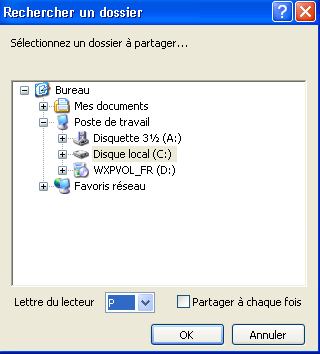 Rechercher un dossier
Sélectionnez un dossier à partager...
Bureau
Mes documents
Poste de travail
Disquette 3½ (A:)
Disque local (C:)
WXPVOL_FR (D:)
Favoris réseau
Lettre du lecteur P Partager à chaque fois
OK Annuler